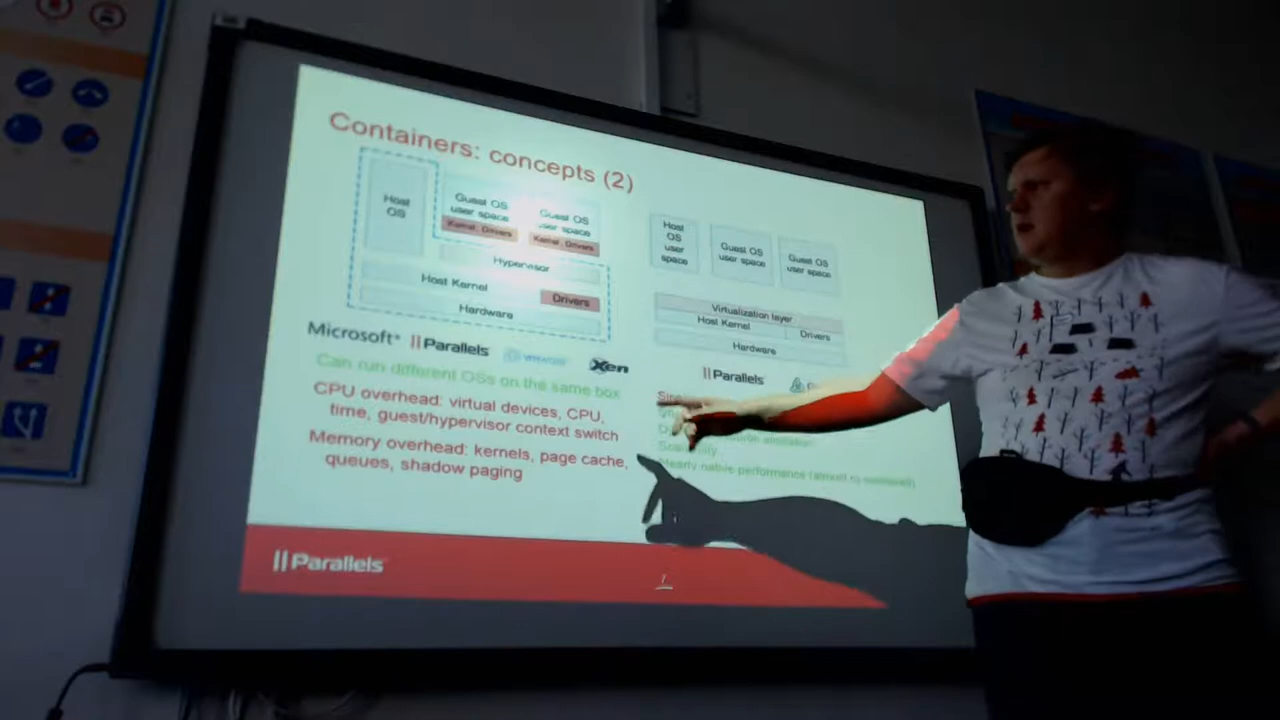 Containers: concepts (2)
Host
OS
Guest OS
user space
Kernel, Drivers
Guest OS
user space
Kernel, Drivers
Hypervisor
Host Kernel
Drivers
Hardware
Microsoft
Parallels
vmware
Xen
Can run different OSs on the same box
CPU overhead: virtual devices, CPU,
time, guest/hypervisor context switch
Memory overhead: kernels, page cache,
queues, shadow paging
Host
OS
user
space
Guest OS
user space
Guest OS
user space
Virtualization layer
Host Kernel
Drivers
Hardware
Parallels
Scalability
Nearly native performance
Parallels
7